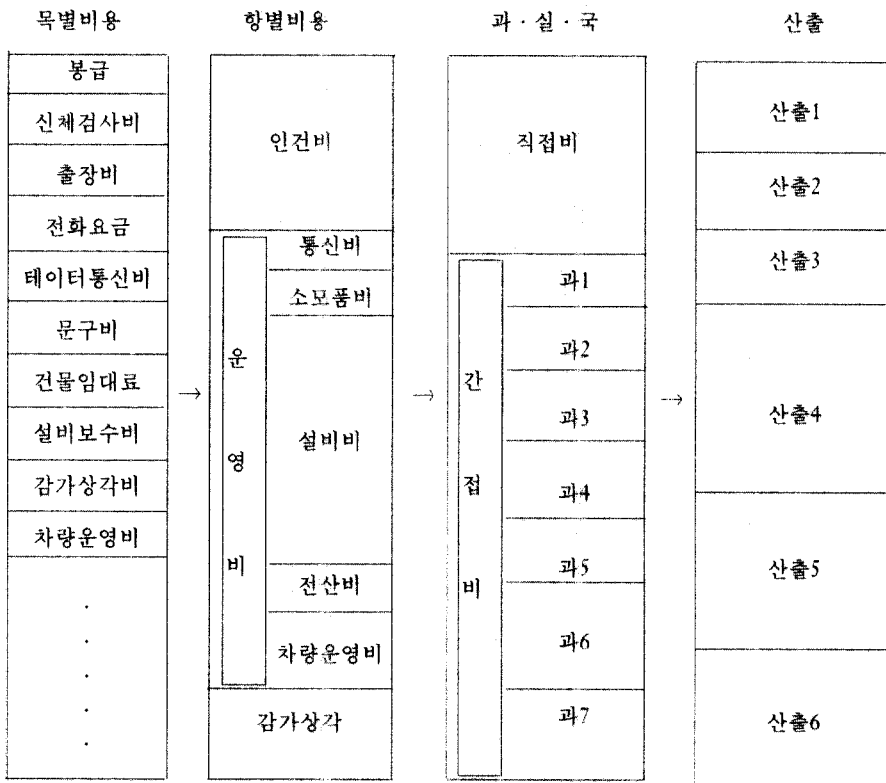 목별비용 항별비용 과·실·국 산출
봉급
신체검사비
출장비
전화요금
테이터통신비
문구비
건물임대료
설비보수비
감가상각비
차량운영비
.
.
.
.
.
→
인건비
운영비
통신비
소모품비
설비비
전산비
차량운영비
감가상각
→
직접비
간접비
과1
과2
과3
과4
과5
과6
과7
→
산출1
산출2
산출3
산출4
산출5
산출6